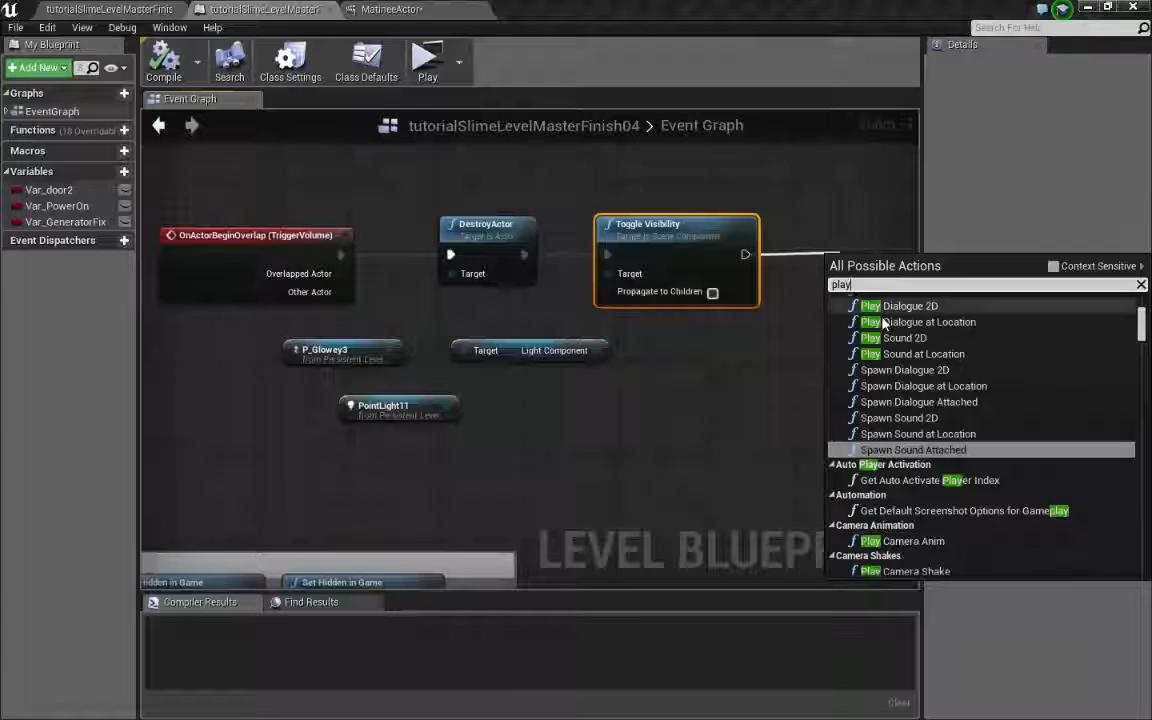 tutorialSlimeLevelMasterFinis
tutorialSlimeLevelMasterF
MatineeActor*
File Edit View Debug Window Help
Search For Help
My Blueprint
Details
+Add New
Compile
Search
Class Settings
Class Defaults
Play
Graphs
Event Graph
EventGraph
tutorialSlimeLevelMasterFinish04 > Event Graph
Functions (18 Overridabl
Macros
Variables
Var_door2
Var_PowerOn
Var_GeneratorFix
Event Dispatchers
OnActorBeginOverlap (TriggerVolume)
Overlapped Actor
Other Actor
DestroyActor
Target is Actor
Target
Toggle Visibility
Target is Scene Component
Target
Propagate to Children
P_Glowey3
from Persistent Level
Target Light Component
PointLight11
from Persistent Level
All Possible Actions
Context Sensitive
play
Play Dialogue 2D
Play Dialogue at Location
Play Sound 2D
Play Sound at Location
Spawn Dialogue 2D
Spawn Dialogue at Location
Spawn Dialogue Attached
Spawn Sound 2D
Spawn Sound at Location
Spawn Sound Attached
Auto Player Activation
Get Auto Activate Player Index
Automation
Get Default Screenshot Options for Gameplay
Camera Animation
Play Camera Anim
Camera Shakes
Play Camera Shake
LEVEL BLUEP
Hidden in Game
Set Hidden in Game
Compiler Results
Find Results
Clear